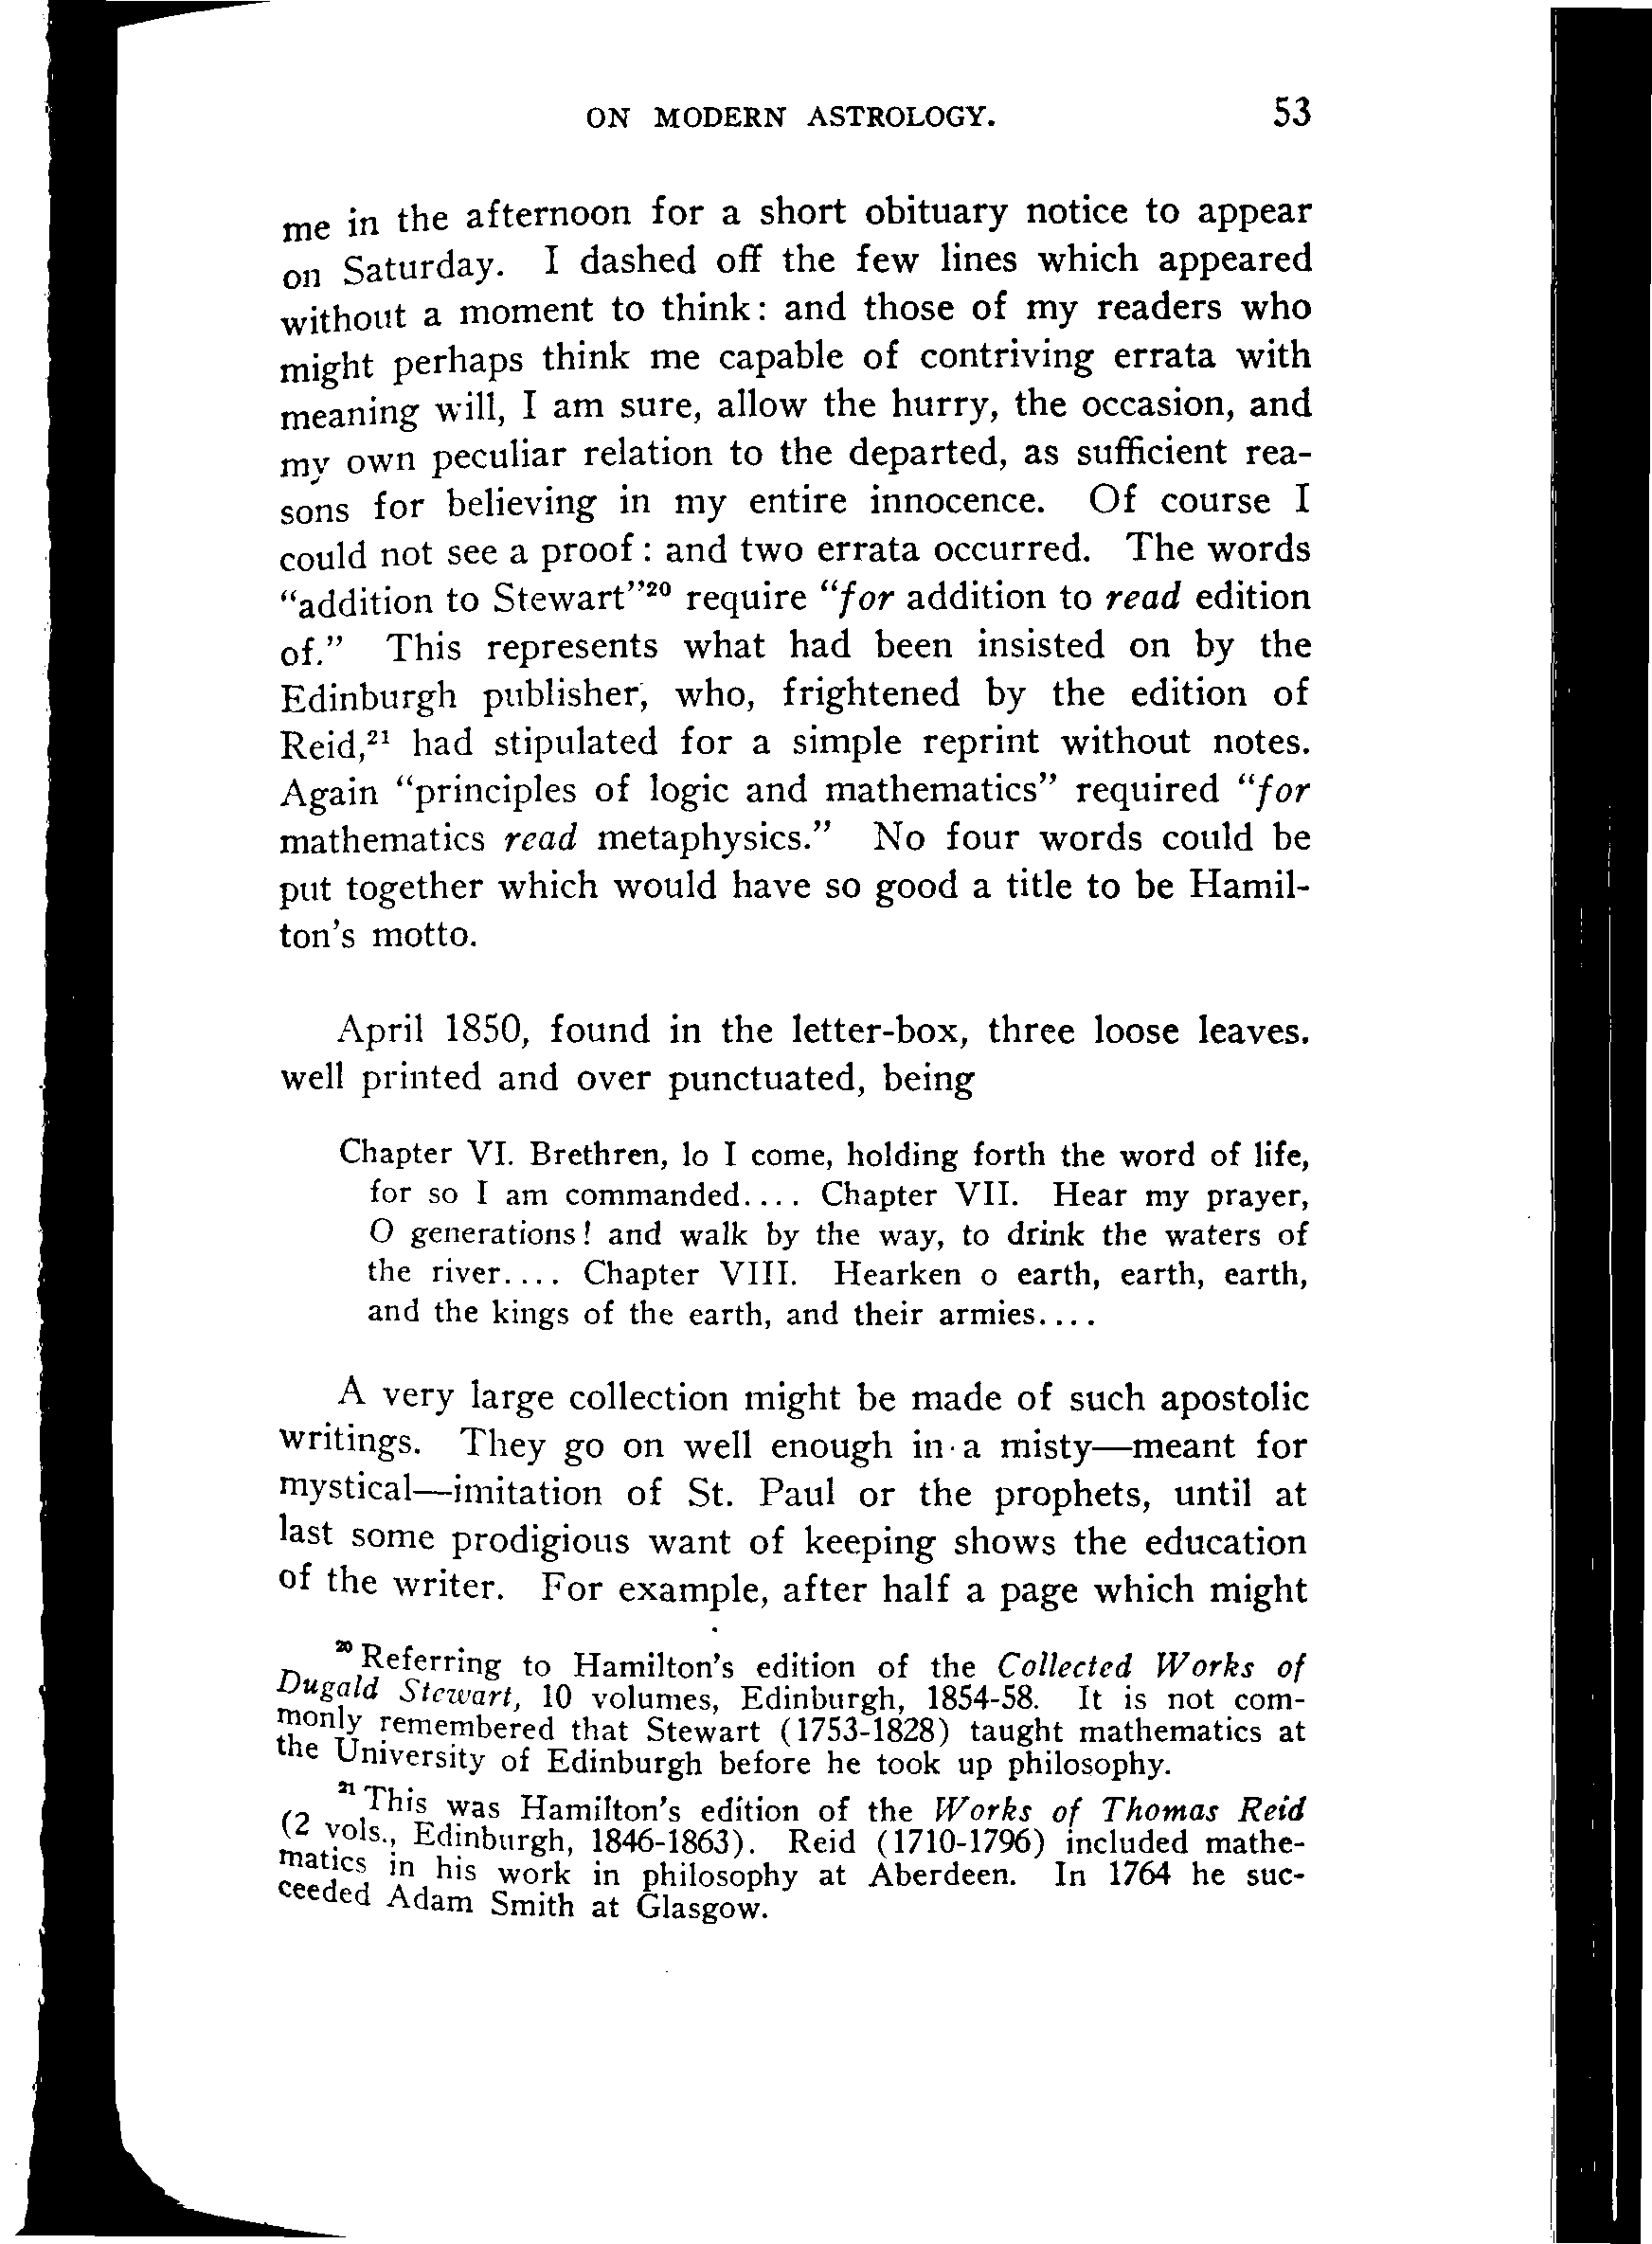 ON MODERN ASTROLOGY. 53
me in the afternoon for a short obituary notice to appear
on Saturday. I dashed off the few lines which appeared
without a moment to think: and those of my readers who
might perhaps think me capable of contriving errata with
meaning will, I am sure, allow the hurry, the occasion, and
my own peculiar relation to the departed, as sufficient rea-
sons for believing in my entire innocence. Of course I
could not see a proof: and two errata occurred. The words
“addition to Stewart”²⁰ require “for addition to read edition
of.” This represents what had been insisted on by the
Edinburgh publisher, who, frightened by the edition of
Reid,²¹ had stipulated for a simple reprint without notes.
Again “principles of logic and mathematics” required “for
mathematics read metaphysics.” No four words could be
put together which would have so good a title to be Hamil-
ton's motto.
April 1850, found in the letter-box, three loose leaves.
well printed and over punctuated, being
Chapter VI. Brethren, lo I come, holding forth the word of life,
for so I am commanded.... Chapter VII. Hear my prayer,
O generations! and walk by the way, to drink the waters of
the river.... Chapter VIII. Hearken o earth, earth, earth,
and the kings of the earth, and their armies....
A very large collection might be made of such apostolic
writings. They go on well enough in a misty—meant for
mystical—imitation of St. Paul or the prophets, until at
last some prodigious want of keeping shows the education
of the writer. For example, after half a page which might
²⁰ Referring to Hamilton's edition of the Collected Works of
Dugald Stewart, 10 volumes, Edinburgh, 1854-58. It is not com-
monly remembered that Stewart (1753-1828) taught mathematics at
the University of Edinburgh before he took up philosophy.
²¹ This was Hamilton's edition of the Works of Thomas Reid
(2 vols., Edinburgh, 1846-1863). Reid (1710-1796) included mathe-
matics in his work in philosophy at Aberdeen. In 1764 he suc-
ceeded Adam Smith at Glasgow.